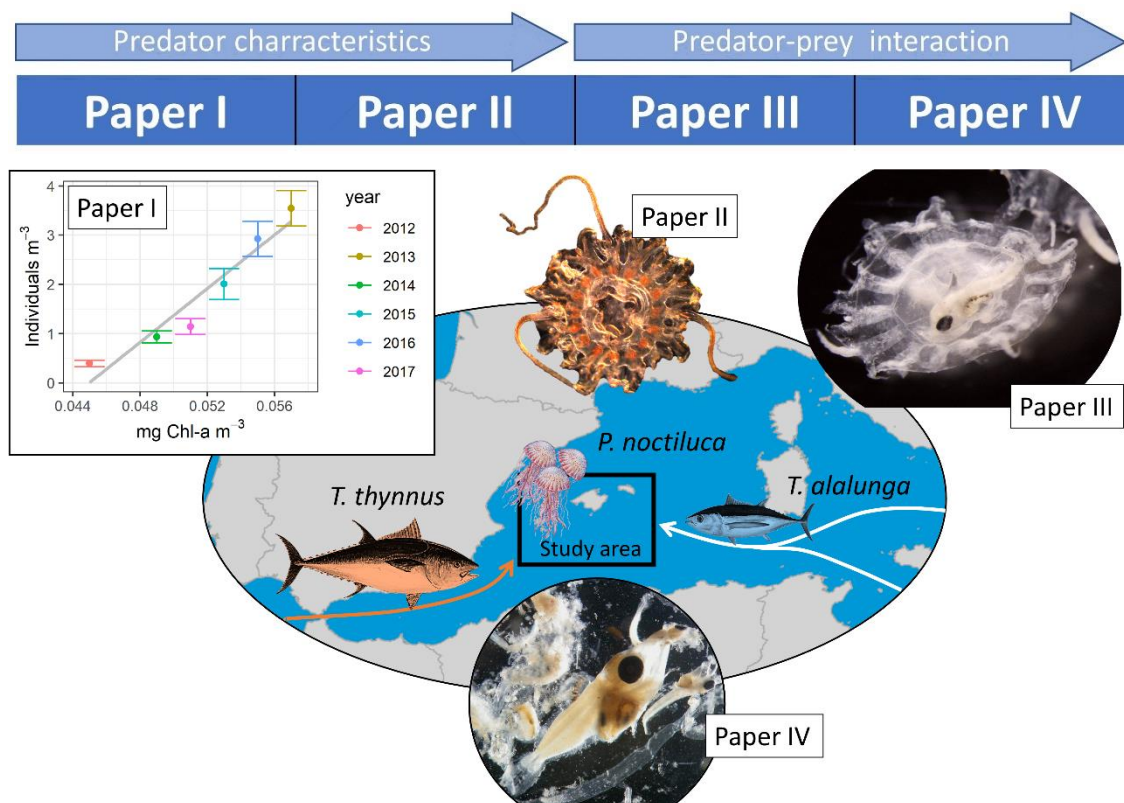 Predator charracteristics
Predator-prey interaction
Paper I
Paper II
Paper III
Paper IV
Paper I
Individuals m⁻³
4
3
2
1
0
0.044
0.048
0.052
0.056
mg Chl-a m⁻³
year
2012
2013
2014
2015
2016
2017
Paper II
Paper III
P. noctiluca
T. thynnus
T. alalunga
Study area
Paper IV